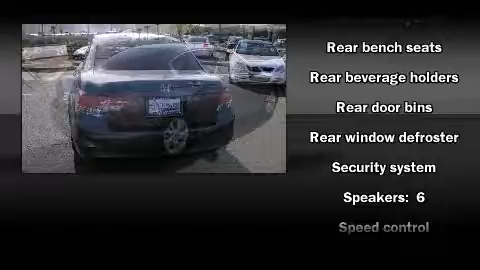 Rear bench seats
Rear beverage holders
Rear door bins
Rear window defroster
Security system
Speakers: 6
Speed control